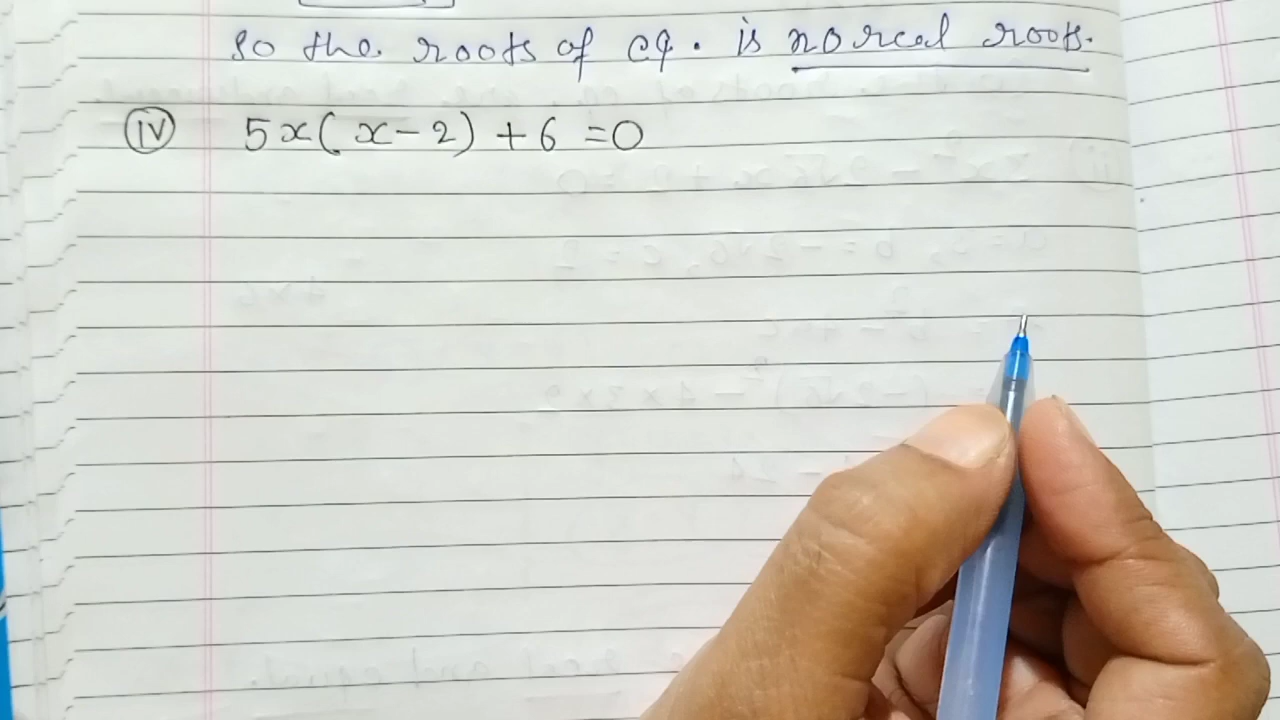 so the roots of eq. is no real roots.
(iv) 5x(x-2) + 6 = 0